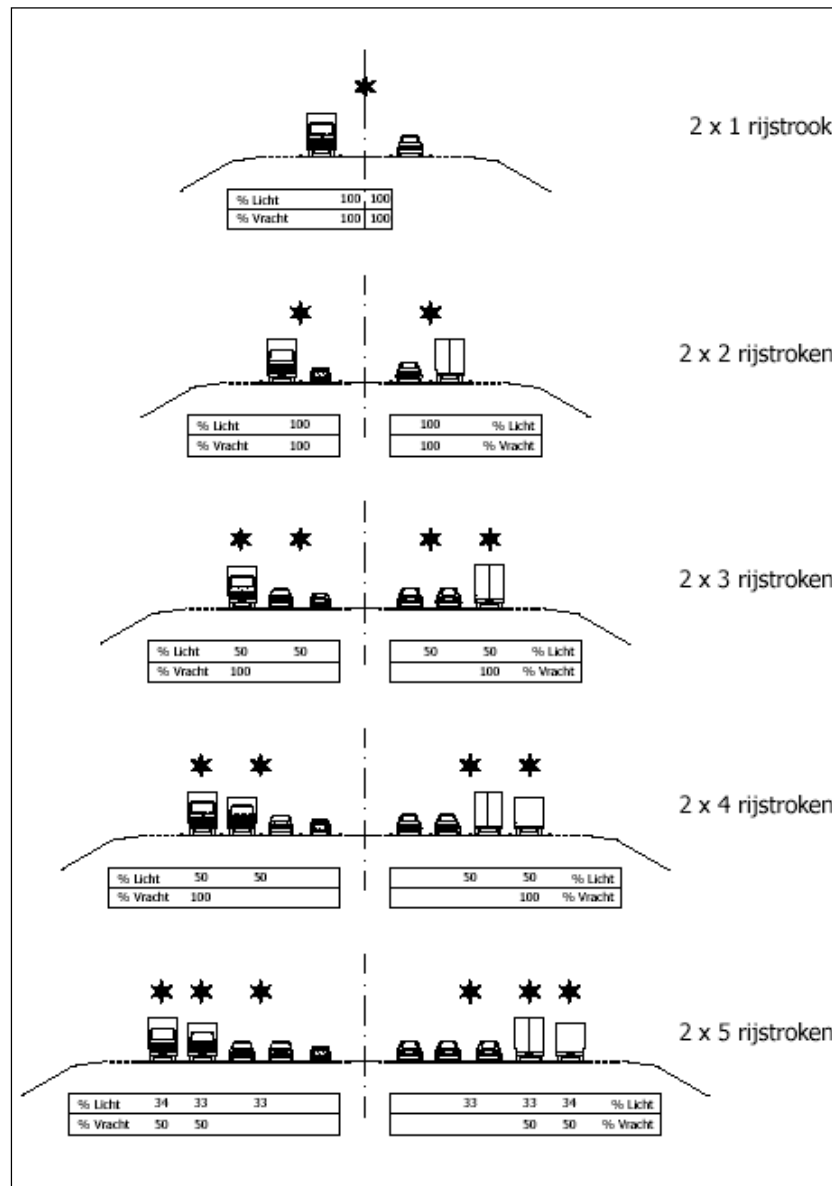 2 x 1 rijstrook
% Licht 100 100
% Vracht 100 100
2 x 2 rijstroken
% Licht 100 100 % Licht
% Vracht 100 100 % Vracht
2 x 3 rijstroken
% Licht 50 50 50 50 % Licht
% Vracht 100 100 % Vracht
2 x 4 rijstroken
% Licht 50 50 50 50 % Licht
% Vracht 100 100 % Vracht
2 x 5 rijstroken
% Licht 34 33 33 33 33 34 % Licht
% Vracht 50 50 50 50 % Vracht